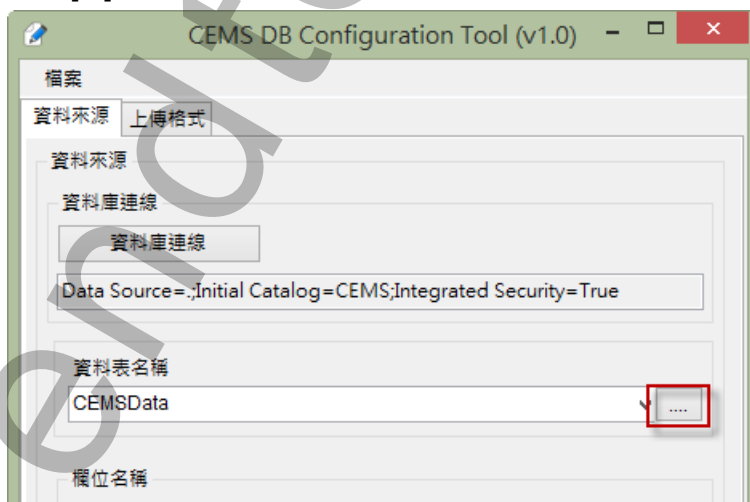 CEMS DB Configuration Tool (v1.0)
檔案
資料來源 上傳格式
資料來源
資料庫連線
資料庫連線
Data Source=.;Initial Catalog=CEMS;Integrated Security=True
資料表名稱
CEMSData ....
欄位名稱